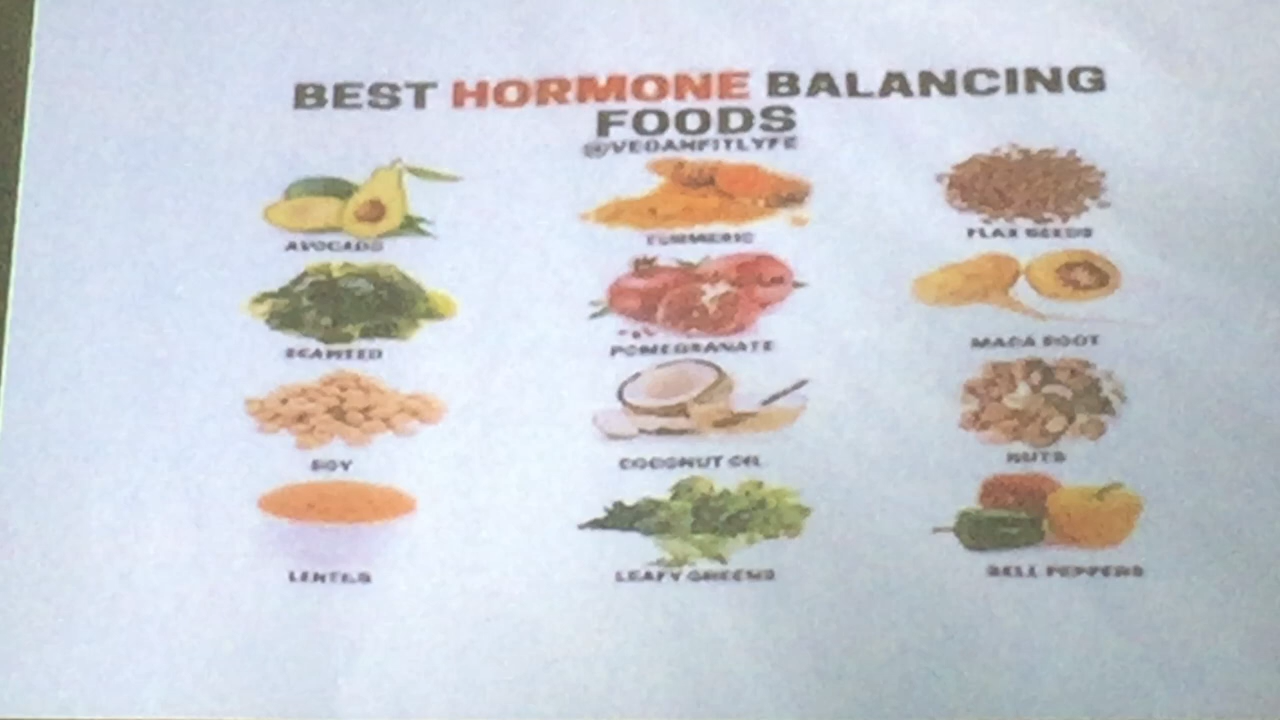 BEST HORMONE BALANCING
FOODS
@VEGANFITLYFE
AVOCADO TURMERIC FLAX SEEDS
SEAWEED POMEGRANATE MACA ROOT
SOY COCONUT OIL NUTS
LENTILS LEAFY GREENS BELL PEPPERS